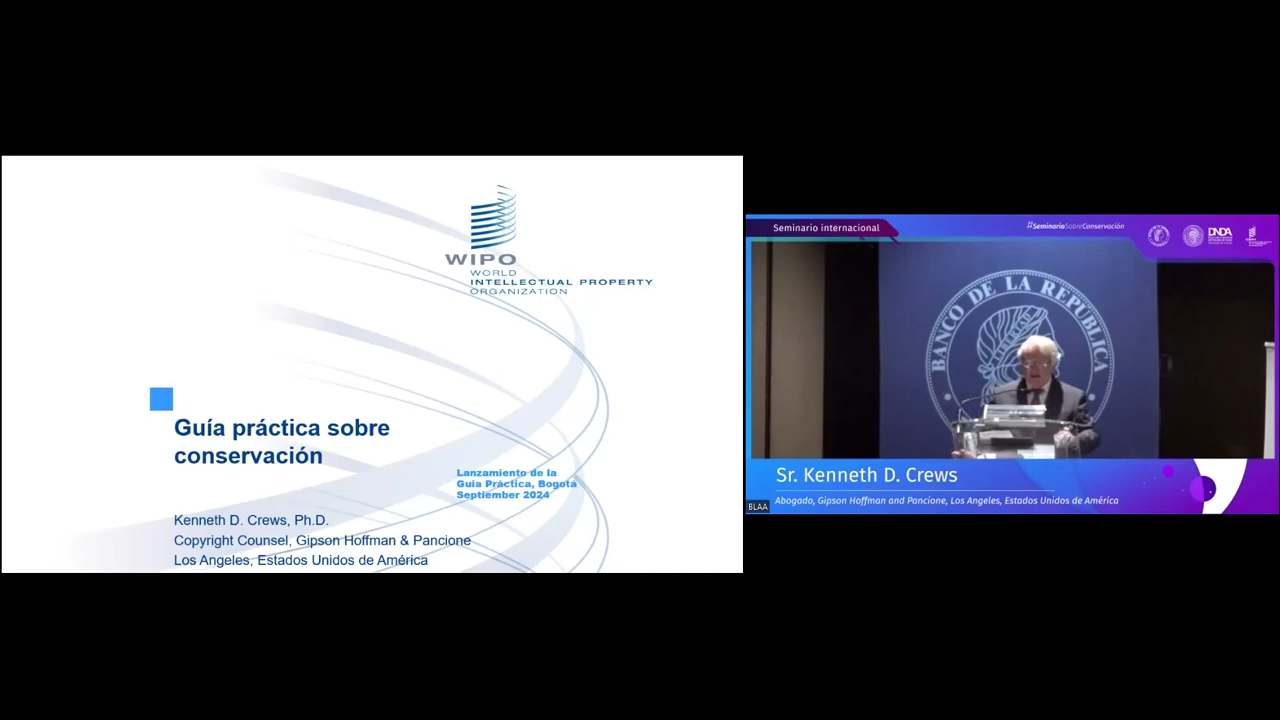 WIPO
WORLD
INTELLECTUAL PROPERTY
ORGANIZATION
Guía práctica sobre
conservación
Lanzamiento de la
Guia Práctica, Bogotá
Septiember 2024
Kenneth D. Crews, Ph.D.
Copyright Counsel, Gipson Hoffman & Pancione
Los Angeles, Estados Unidos de América
Seminario internacional
#SeminarioSobreConservación
DNDA
BANCO DE LA REPÚBLICA
Sr. Kenneth D. Crews
Abogado, Gipson Hoffman and Pancione, Los Angeles, Estados Unidos de América
BLAA